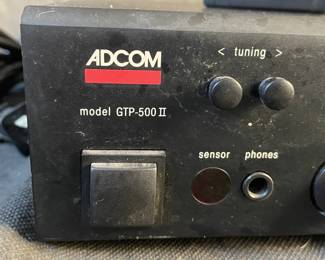 ADCOM
< tuning >
model GTP-500 II
sensor phones